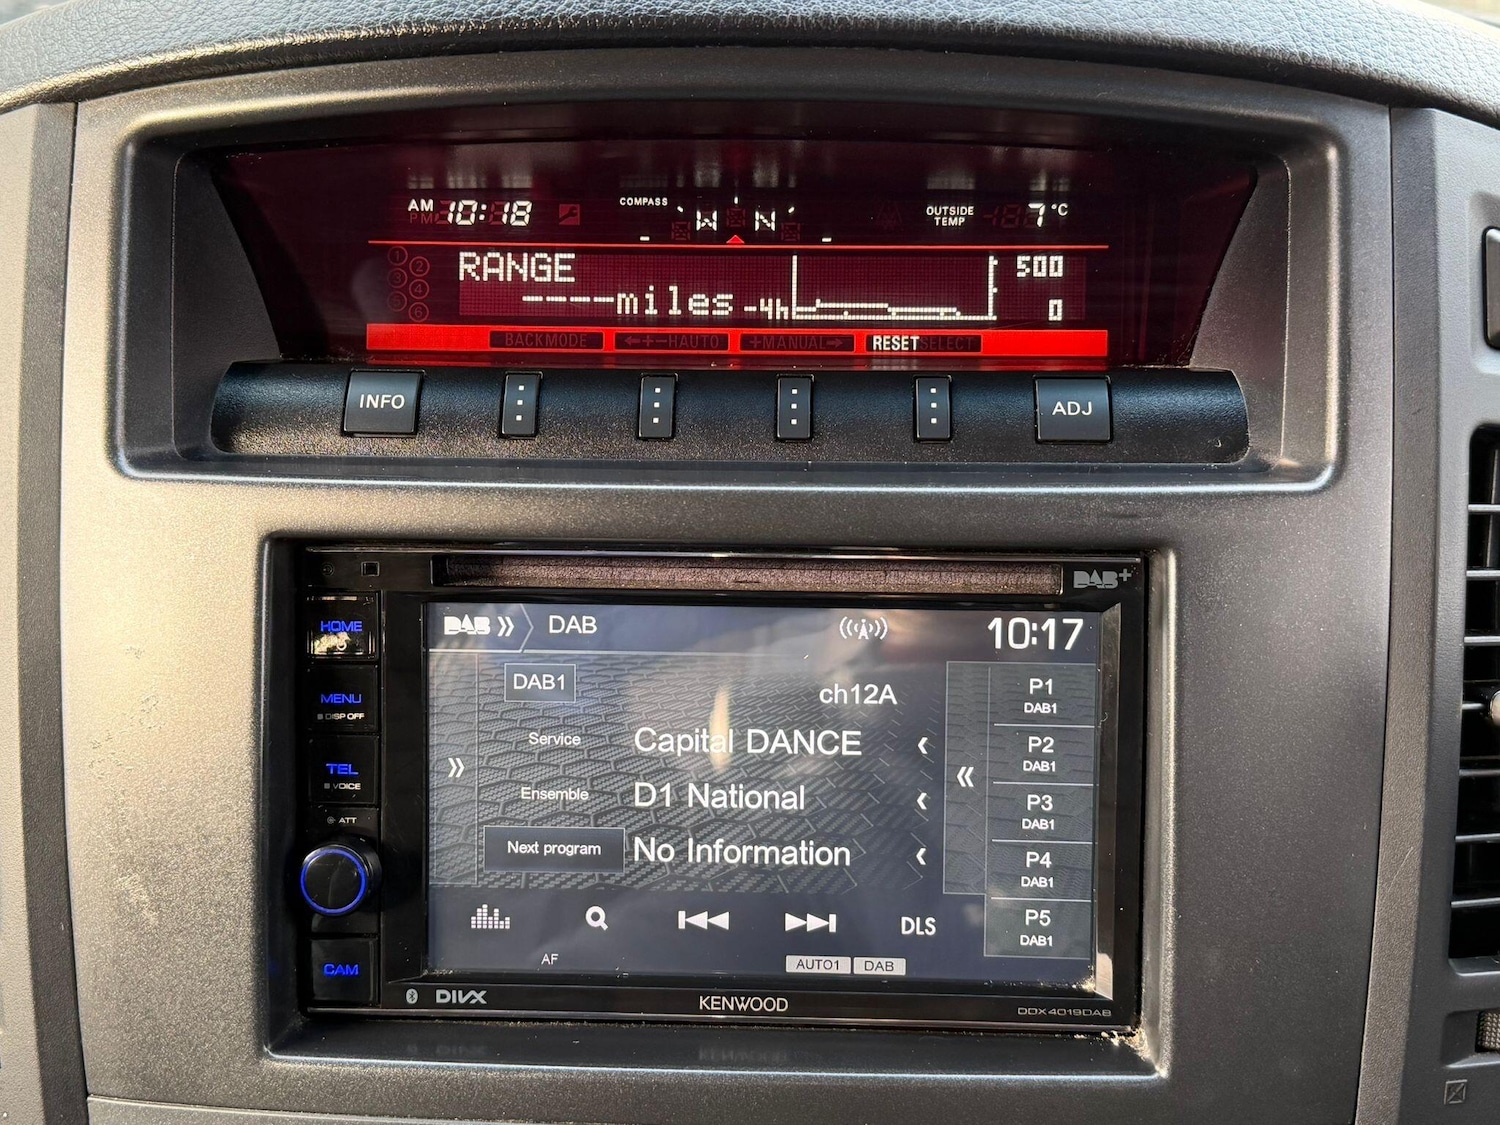 AM 10:18
PM
COMPASS
W N
OUTSIDE TEMP 7°C
RANGE
----miles
-4h
500
0
BACKMODE
←+−HAUTO
+MANUAL→
RESET SELECT
INFO
ADJ
DAB+
HOME
MENU
DISP OFF
TEL
VOICE
ATT
CAM
DAB DAB
10:17
DAB1
ch12A
Service Capital DANCE
Ensemble D1 National
Next program No Information
P1
DAB1
P2
DAB1
P3
DAB1
P4
DAB1
P5
DAB1
DLS
AF
AUTO1 DAB
DIVX
KENWOOD
DDX4019DAB